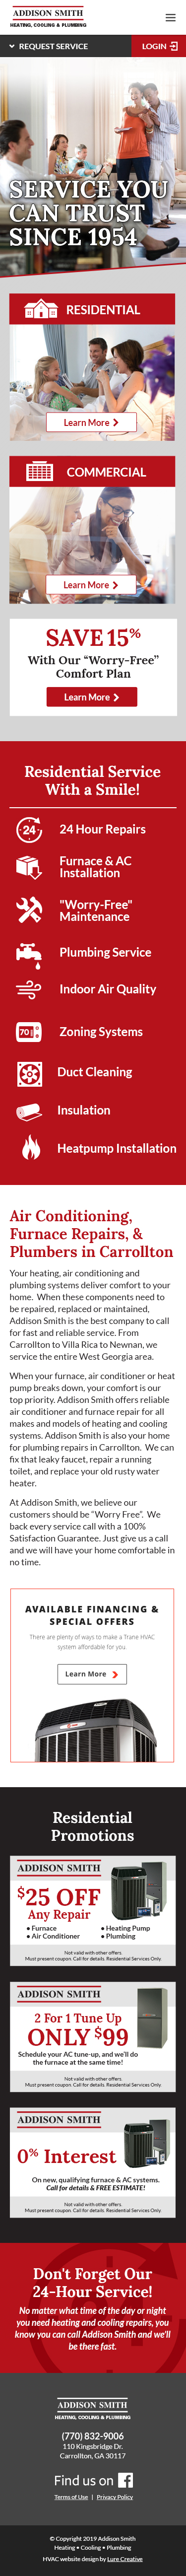 ADDISON SMITH
HEATING, COOLING & PLUMBING
REQUEST SERVICE
LOGIN
SERVICE YOU
CAN TRUST
SINCE 1954
RESIDENTIAL
Learn More
COMMERCIAL
Learn More
SAVE 15%
With Our “Worry-Free”
Comfort Plan
Learn More
Residential Service
With a Smile!
24
24 Hour Repairs
Furnace & AC
Installation
"Worry-Free"
Maintenance
Plumbing Service
Indoor Air Quality
70
Zoning Systems
Duct Cleaning
Insulation
Heatpump Installation
Air Conditioning,
Furnace Repairs, &
Plumbers in Carrollton
Your heating, air conditioning and
plumbing systems deliver comfort to your
home.  When these components need to
be repaired, replaced or maintained,
Addison Smith is the best company to call
for fast and reliable service. From
Carrollton to Villa Rica to Newnan, we
service the entire West Georgia area.
When your furnace, air conditioner or heat
pump breaks down, your comfort is our
top priority. Addison Smith offers reliable
air conditioner and furnace repair for all
makes and models of heating and cooling
systems. Addison Smith is also your home
for plumbing repairs in Carrollton.  We can
fix that leaky faucet, repair a running
toilet, and replace your old rusty water
heater.
At Addison Smith, we believe our
customers should be “Worry Free”.  We
back every service call with a 100%
Satisfaction Guarantee. Just give us a call
and we will have your home comfortable in
no time.
AVAILABLE FINANCING &
SPECIAL OFFERS
There are plenty of ways to make a Trane HVAC
system affordable for you.
Learn More
Residential
Promotions
ADDISON SMITH
$25 OFF
Any Repair
• Furnace
• Heating Pump
• Air Conditioner
• Plumbing
Not valid with other offers.
Must present coupon. Call for details. Residential Services Only.
ADDISON SMITH
2 For 1 Tune Up
ONLY $99
Schedule your AC tune-up, and we'll do
the furnace at the same time!
Not valid with other offers.
Must present coupon. Call for details. Residential Services Only.
ADDISON SMITH
0% Interest
On new, qualifying furnace & AC systems.
Call for details & FREE ESTIMATE!
Not valid with other offers.
Must present coupon. Call for details. Residential Services Only.
Don't Forget Our
24-Hour Service!
No matter what time of the day or night
you need heating and cooling repairs, you
know you can call Addison Smith and we’ll
be there fast.
ADDISON SMITH
HEATING, COOLING & PLUMBING
(770) 832-9006
110 Kingsbridge Dr.
Carrollton, GA 30117
Find us on f
Terms of Use | Privacy Policy
© Copyright 2019 Addison Smith
Heating • Cooling • Plumbing
HVAC website design by Lure Creative